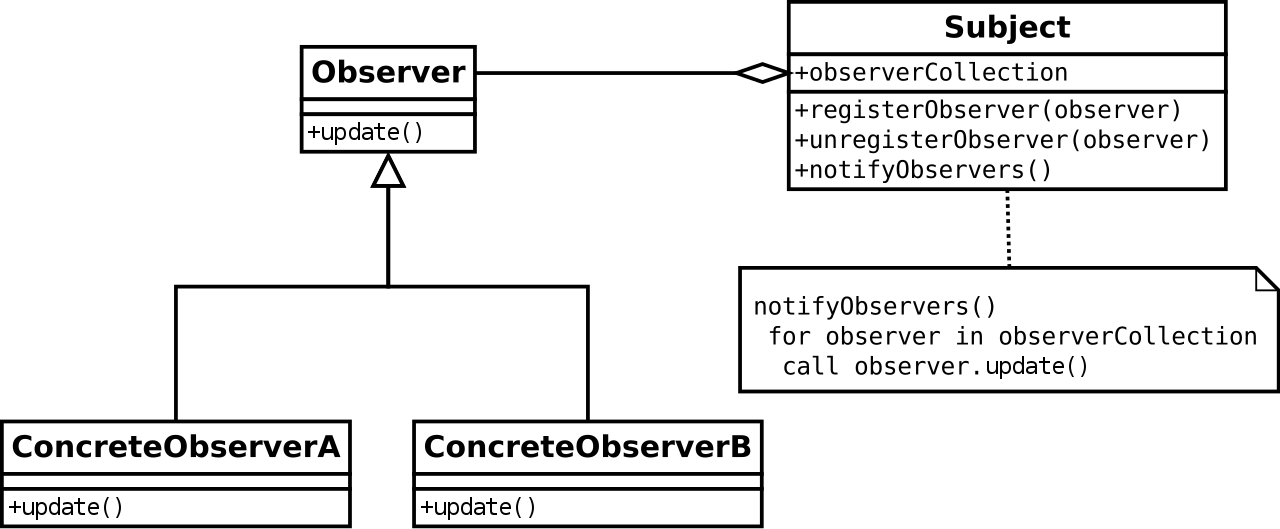 Subject
+observerCollection
+registerObserver(observer)
+unregisterObserver(observer)
+notifyObservers()
Observer
+update()
notifyObservers()
for observer in observerCollection
call observer.update()
ConcreteObserverA
+update()
ConcreteObserverB
+update()